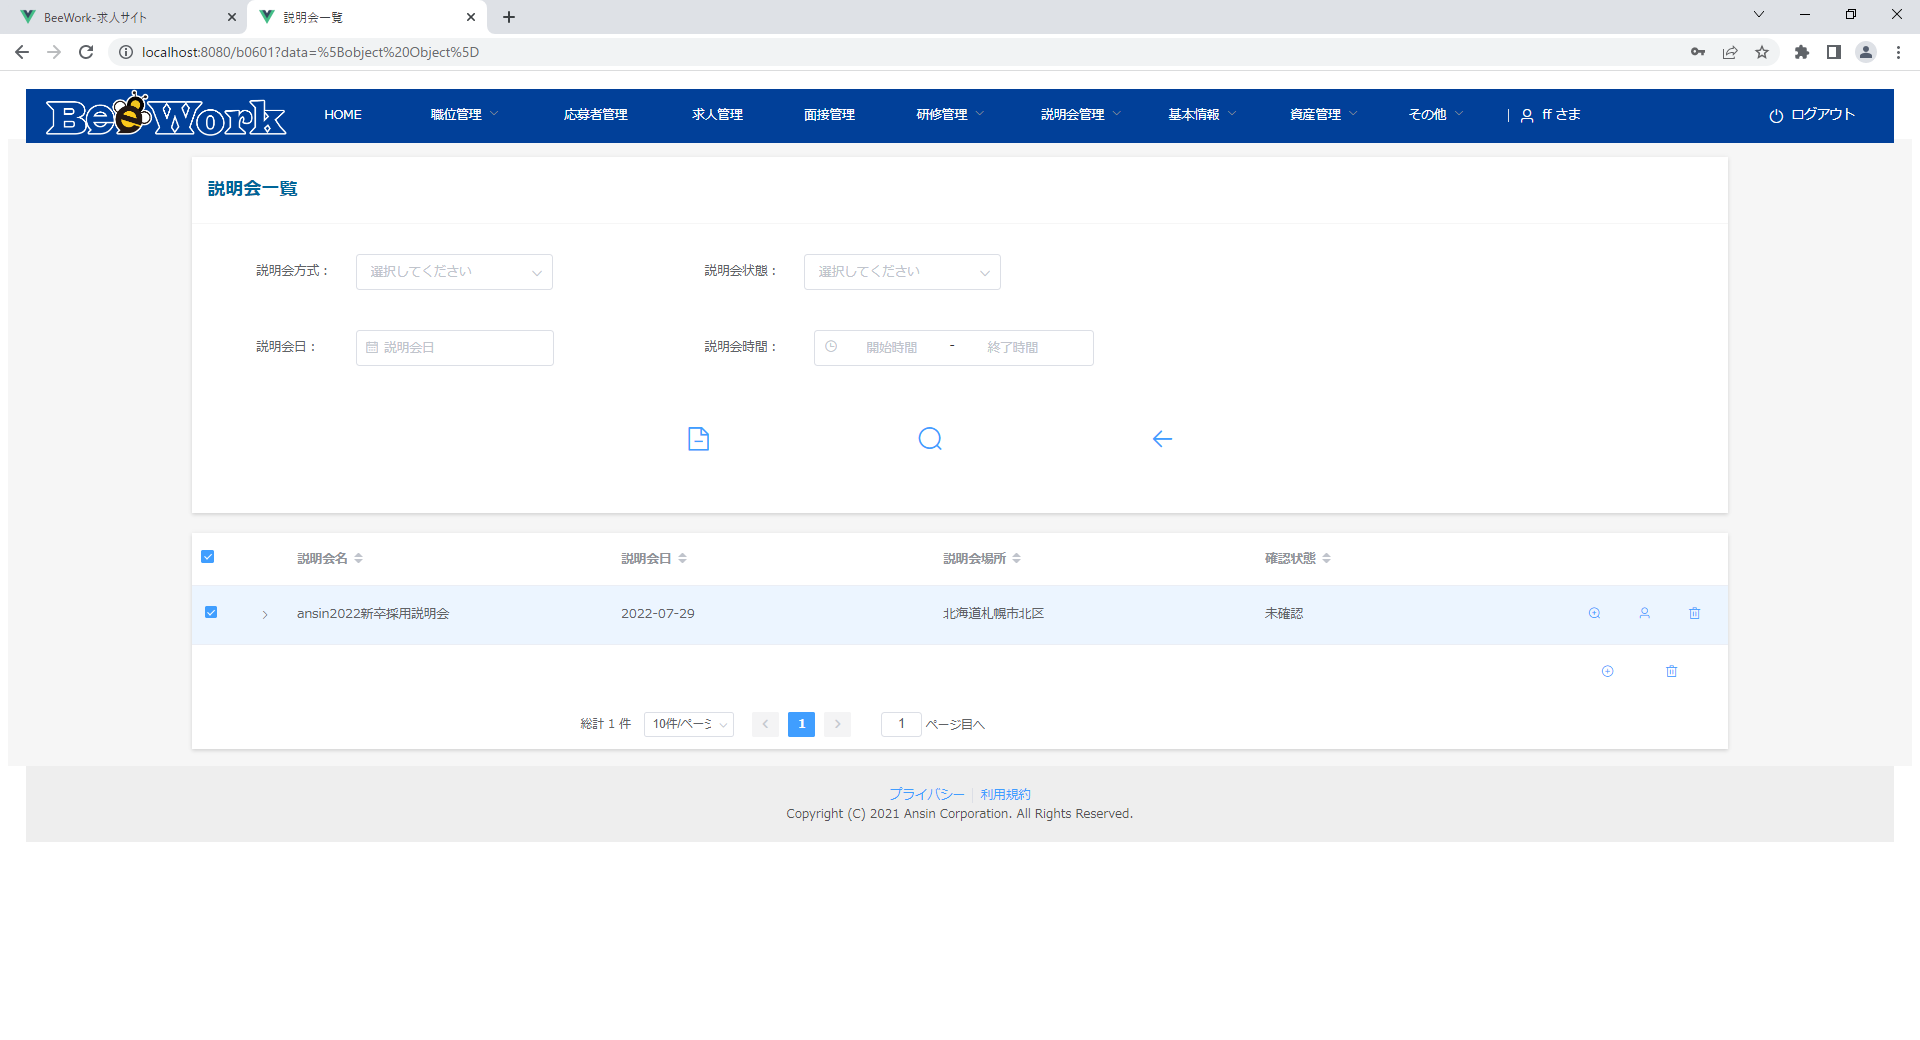 BeeWork-求人サイト
説明会一覧
localhost:8080/b0601?data=%5Bobject%20Object%5D
BeeWork HOME 職位管理 応募者管理 求人管理 面接管理 研修管理 説明会管理 基本情報 資産管理 その他 | ff さま ログアウト
説明会一覧
説明会方式： 選択してください 説明会状態： 選択してください
説明会日： 説明会日 説明会時間： 開始時間 - 終了時間
説明会名 説明会日 説明会場所 確認状態
ansin2022新卒採用説明会 2022-07-29 北海道札幌市北区 未確認
総計 1 件 10件/ページ 1 1 ページ目へ
プライバシー 利用規約
Copyright (C) 2021 Ansin Corporation. All Rights Reserved.